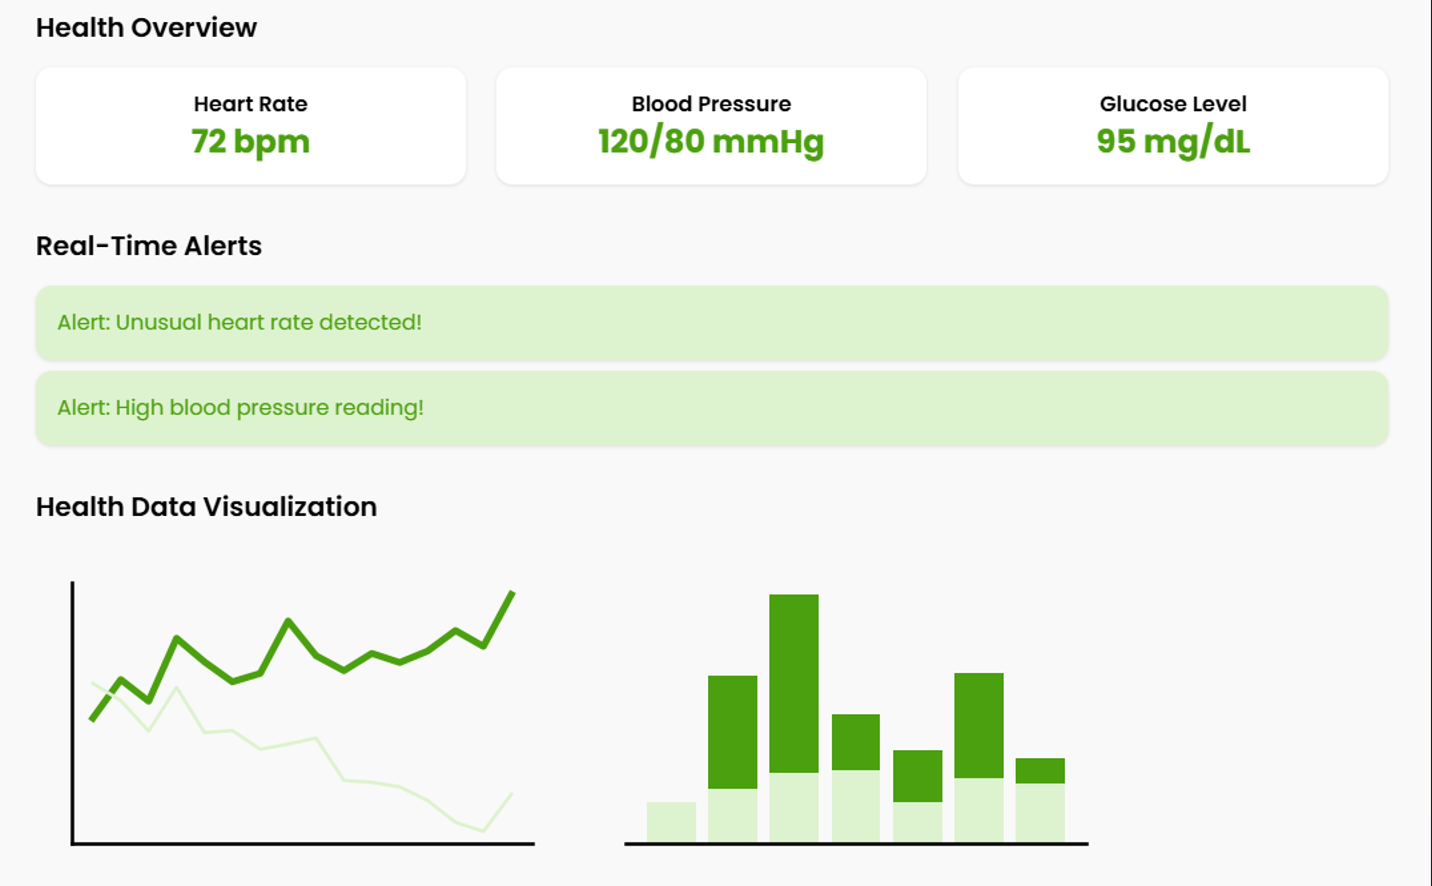 Health Overview
Heart Rate
72 bpm
Blood Pressure
120/80 mmHg
Glucose Level
95 mg/dL
Real-Time Alerts
Alert: Unusual heart rate detected!
Alert: High blood pressure reading!
Health Data Visualization